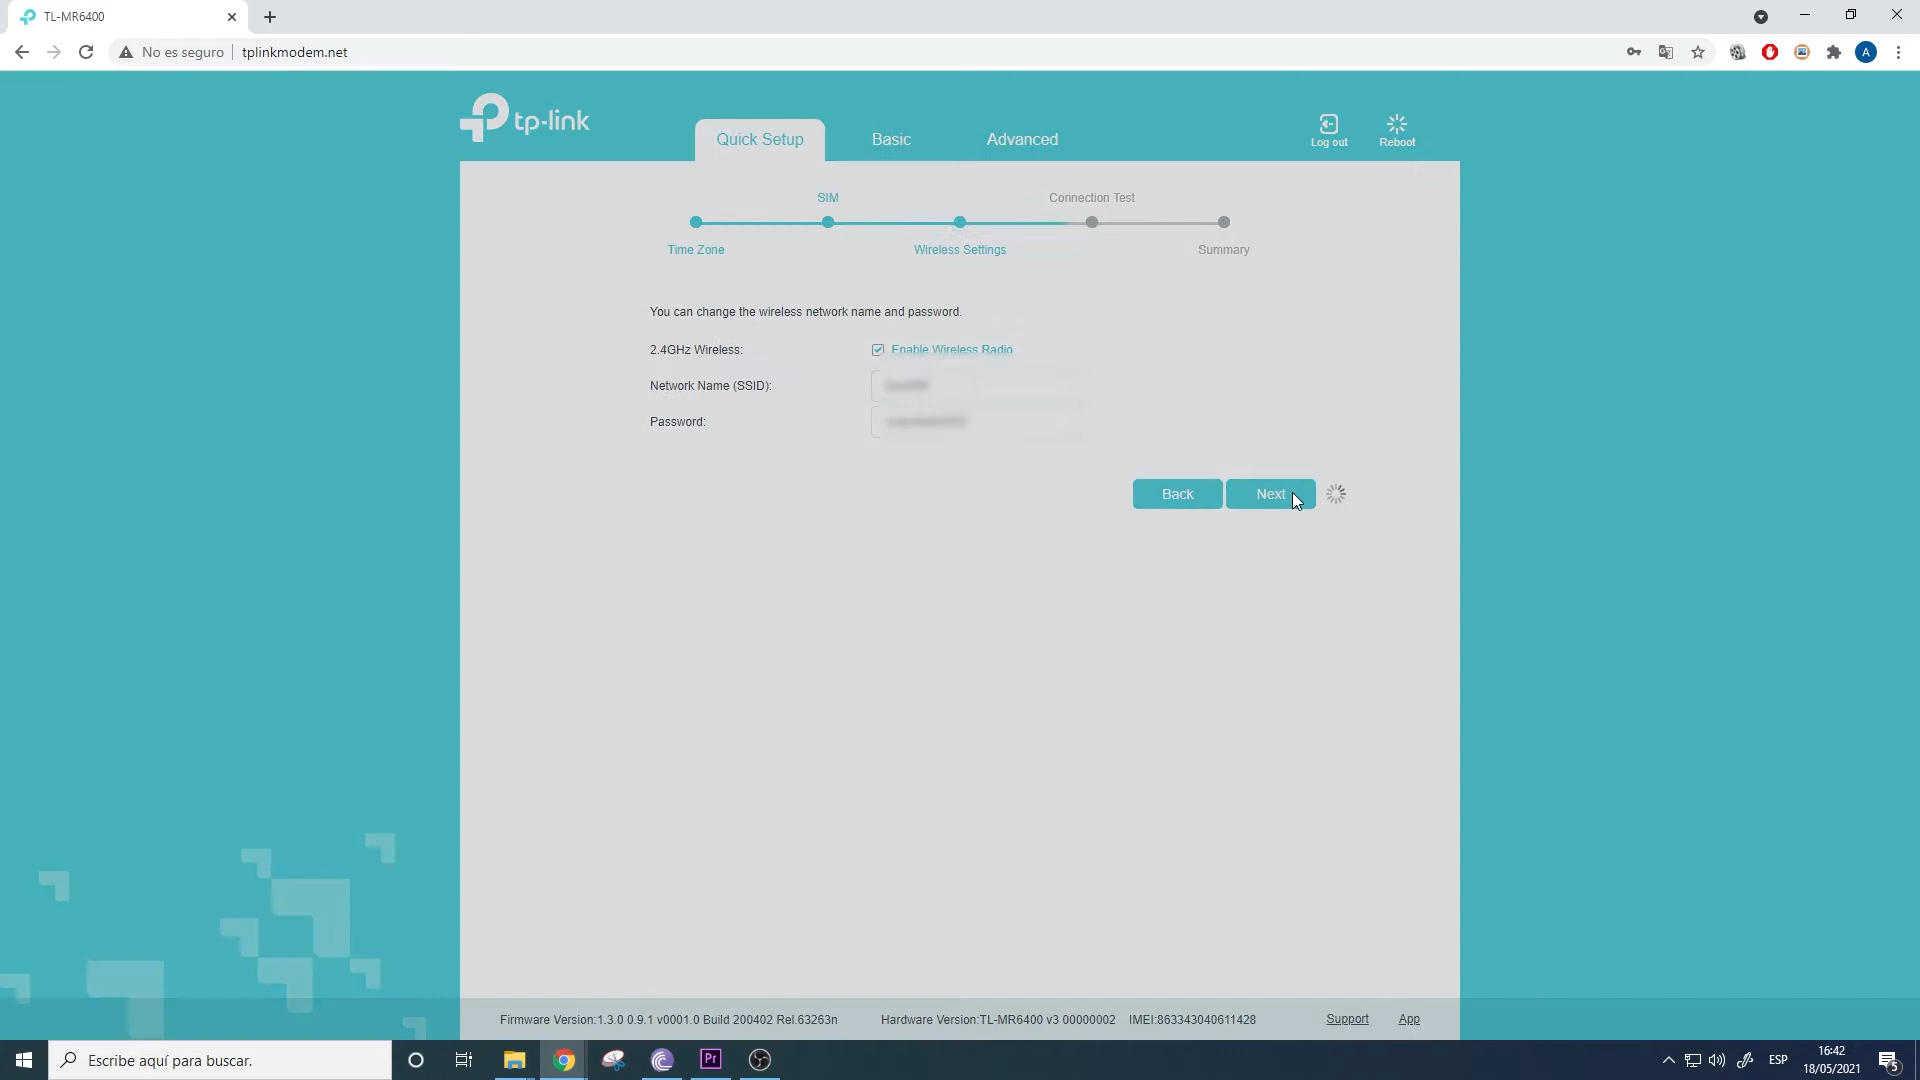 TL-MR6400
No es seguro
tplinkmodem.net
A
tp-link
Quick Setup
Basic
Advanced
Log out
Reboot
SIM
Connection Test
Time Zone
Wireless Settings
Summary
You can change the wireless network name and password.
2.4GHz Wireless:
Enable Wireless Radio
Network Name (SSID):
Password:
Back
Next
Firmware Version:1.3.0 0.9.1 v0001.0 Build 200402 Rel.63263n
Hardware Version:TL-MR6400 v3 00000002
IMEI:863343040611428
Support
App
Escribe aquí para buscar.
Pr
ESP
16:42
18/05/2021
5